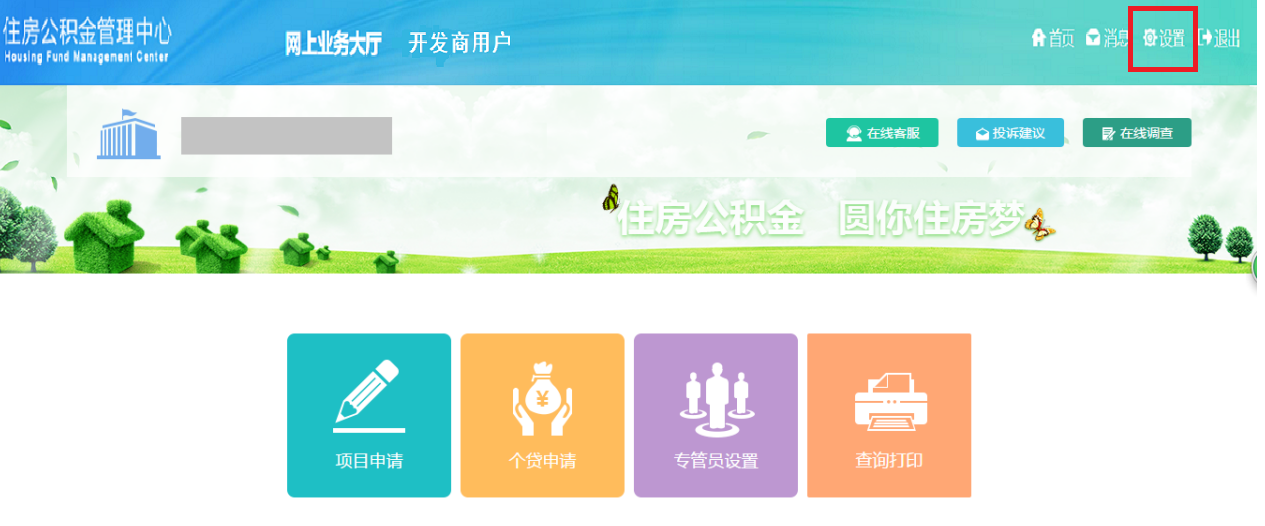 住房公积金管理中心
Housing Fund Management Center
网上业务大厅 开发商用户
首页 消息 设置 退出
在线客服 投诉建议 在线调查
住房公积金 圆你住房梦
¥
项目申请 个贷申请 专管员设置 查询打印